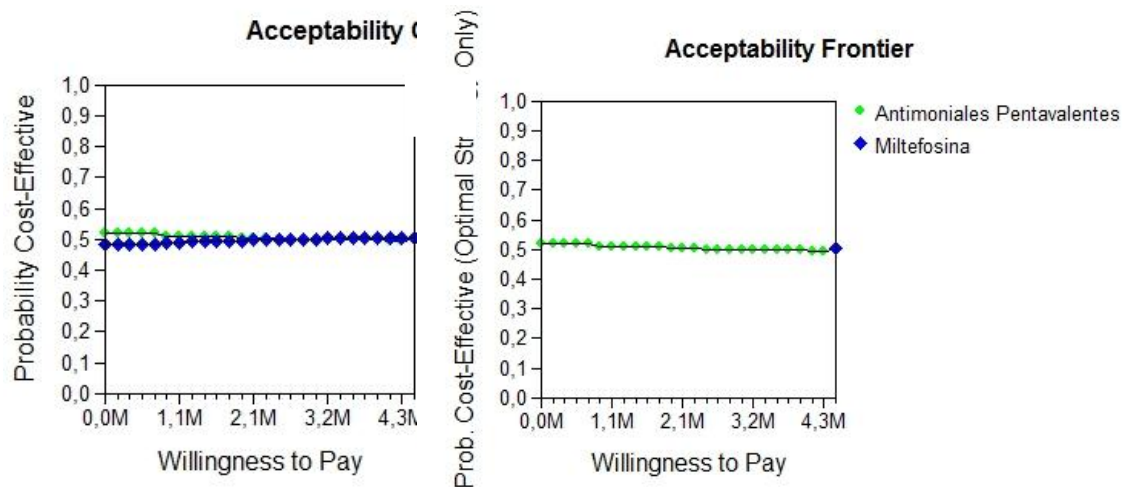 Acceptability
Probability Cost-Effective
1,0
0,9
0,8
0,7
0,6
0,5
0,4
0,3
0,2
0,1
0,0
0,0M 1,1M 2,1M 3,2M 4,3M
Willingness to Pay
Acceptability Frontier
Prob. Cost-Effective (Optimal Str Only)
1,0
0,9
0,8
0,7
0,6
0,5
0,4
0,3
0,2
0,1
0,0
0,0M 1,1M 2,1M 3,2M 4,3M
Willingness to Pay
Antimoniales Pentavalentes
Miltefosina